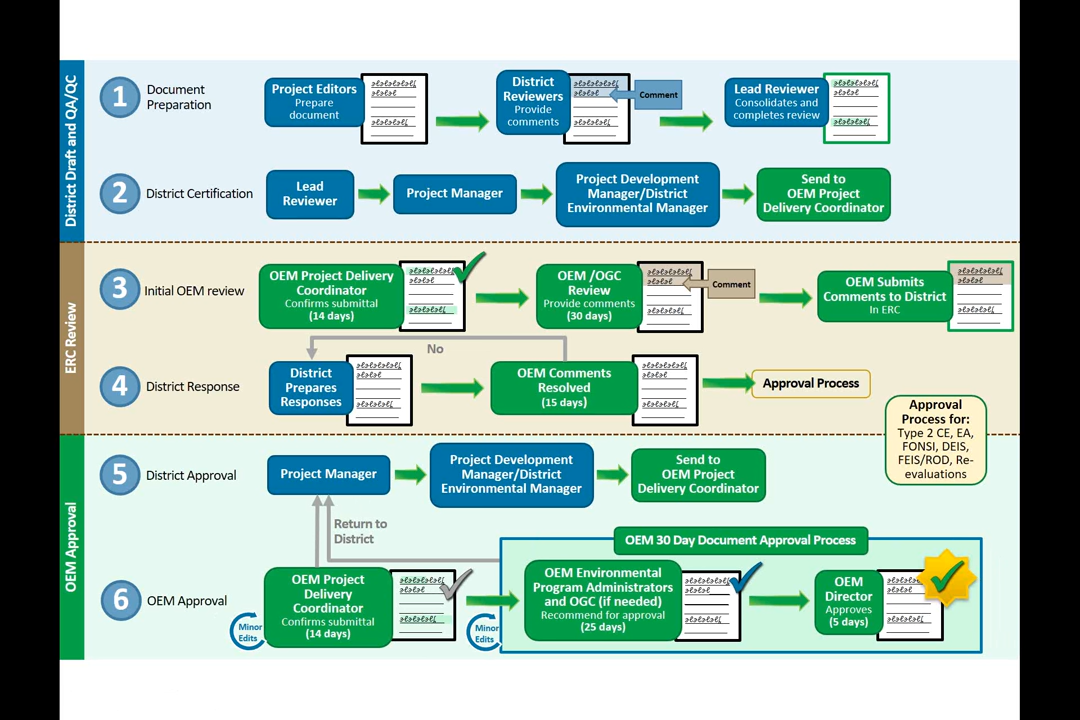 District Draft and QA/QC
1
Document
Preparation
Project Editors
Prepare
document
District
Reviewers
Provide
comments
Comment
Lead Reviewer
Consolidates and
completes review
2
District Certification
Lead
Reviewer
Project Manager
Project Development
Manager/District
Environmental Manager
Send to
OEM Project
Delivery Coordinator
ERC Review
3
Initial OEM review
OEM Project Delivery
Coordinator
Confirms submittal
(14 days)
OEM /OGC
Review
Provide comments
(30 days)
Comment
OEM Submits
Comments to District
In ERC
No
4
District Response
District
Prepares
Responses
OEM Comments
Resolved
(15 days)
Approval Process
Approval
Process for:
Type 2 CE, EA,
FONSI, DEIS,
FEIS/ROD, Re-
evaluations
OEM Approval
5
District Approval
Project Manager
Project Development
Manager/District
Environmental Manager
Send to
OEM Project
Delivery Coordinator
Return to
District
OEM 30 Day Document Approval Process
6
OEM Approval
Minor
Edits
OEM Project
Delivery
Coordinator
Confirms submittal
(14 days)
Minor
Edits
OEM Environmental
Program Administrators
and OGC (if needed)
Recommend for approval
(25 days)
OEM
Director
Approves
(5 days)